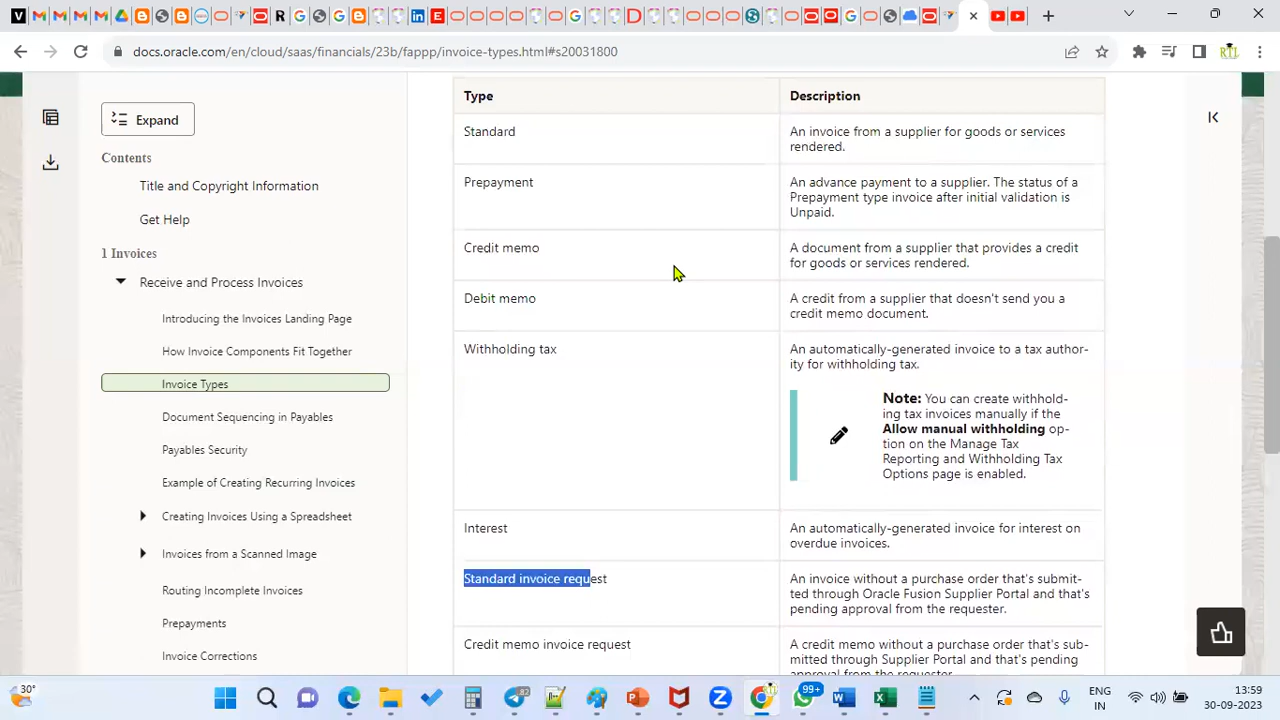 docs.oracle.com/en/cloud/saas/financials/23b/fappp/invoice-types.html#s20031800
RTL
Expand
Contents
Title and Copyright Information
Get Help
1 Invoices
Receive and Process Invoices
Introducing the Invoices Landing Page
How Invoice Components Fit Together
Invoice Types
Document Sequencing in Payables
Payables Security
Example of Creating Recurring Invoices
Creating Invoices Using a Spreadsheet
Invoices from a Scanned Image
Routing Incomplete Invoices
Prepayments
Invoice Corrections
Type
Description
Standard
An invoice from a supplier for goods or services
rendered.
Prepayment
An advance payment to a supplier. The status of a
Prepayment type invoice after initial validation is
Unpaid.
Credit memo
A document from a supplier that provides a credit
for goods or services rendered.
Debit memo
A credit from a supplier that doesn't send you a
credit memo document.
Withholding tax
An automatically-generated invoice to a tax author-
ity for withholding tax.
Note: You can create withhold-
ing tax invoices manually if the
Allow manual withholding op-
tion on the Manage Tax
Reporting and Withholding Tax
Options page is enabled.
Interest
An automatically-generated invoice for interest on
overdue invoices.
Standard invoice request
An invoice without a purchase order that's submit-
ted through Oracle Fusion Supplier Portal and that's
pending approval from the requester.
Credit memo invoice request
A credit memo without a purchase order that's sub-
mitted through Supplier Portal and that's pending
approval from the requester.
30°
82
99+
ENG
IN
13:59
30-09-2023